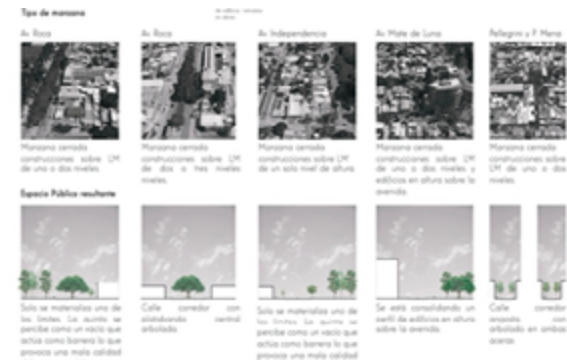 Tipo de manzana
Av. Roca
Av. Roca
Av. Independencia
Av. Mate de Luna
Pellegrini y P. Mena
Manzana cerrada
construcciones sobre LM
de uno o dos niveles.
Manzana cerrada
construcciones sobre LM
de dos o tres niveles
niveles.
Manzana cerrada
construcciones sobre LM
de un solo nivel de altura.
Manzana cerrada
construcciones sobre LM
de uno o dos niveles y
edificios en altura sobre la
avenida.
Manzana cerrada
construcciones sobre LM
de uno o dos
niveles.
Espacio Público resultante
Solo se materializa uno de
los límites. La quinta se
percibe como un vacío que
actúa como barrera lo que
provoca una mala calidad
Calle corredor con
central
arbolada.
Solo se materializa uno de
los límites. La quinta se
percibe como un vacío que
actúa como barrera lo que
provoca una mala calidad
Se está consolidando un
perfil de edificios en altura
sobre la avenida.
Calle corredor
angosta con
arbolado en ambas
aceras.